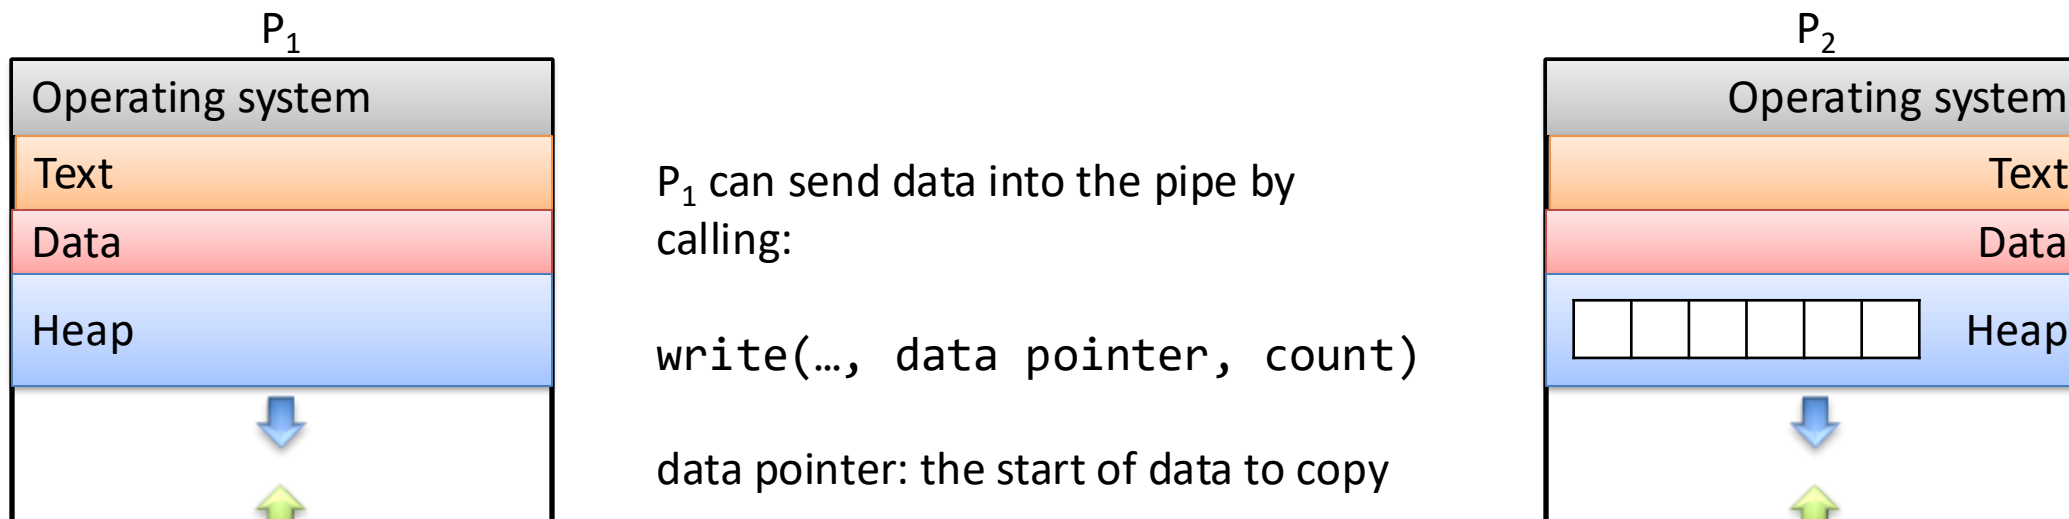 P₁
Operating system
Text
Data
Heap
P₁ can send data into the pipe by
calling:
write(…, data pointer, count)
data pointer: the start of data to copy
P₂
Operating system
Text
Data
Heap